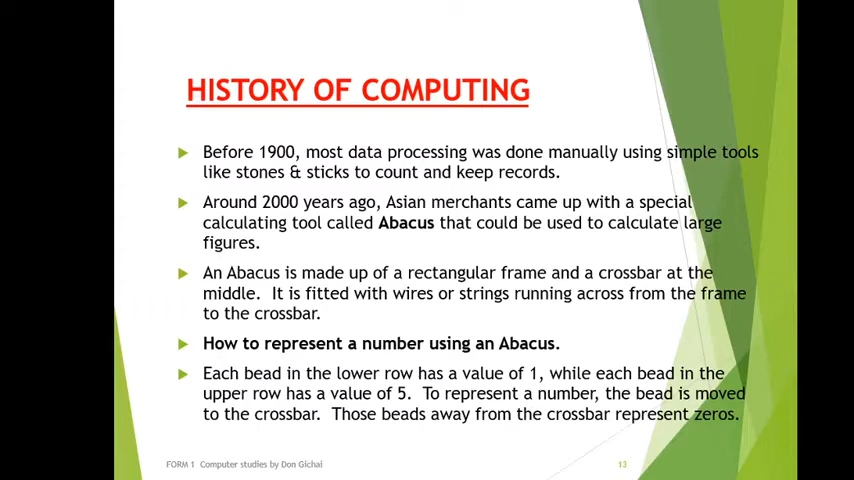 HISTORY OF COMPUTING
Before 1900, most data processing was done manually using simple tools
like stones & sticks to count and keep records.
Around 2000 years ago, Asian merchants came up with a special
calculating tool called Abacus that could be used to calculate large
figures.
An Abacus is made up of a rectangular frame and a crossbar at the
middle. It is fitted with wires or strings running across from the frame
to the crossbar.
How to represent a number using an Abacus.
Each bead in the lower row has a value of 1, while each bead in the
upper row has a value of 5. To represent a number, the bead is moved
to the crossbar. Those beads away from the crossbar represent zeros.
FORM 1 Computer studies by Don Gichai
13